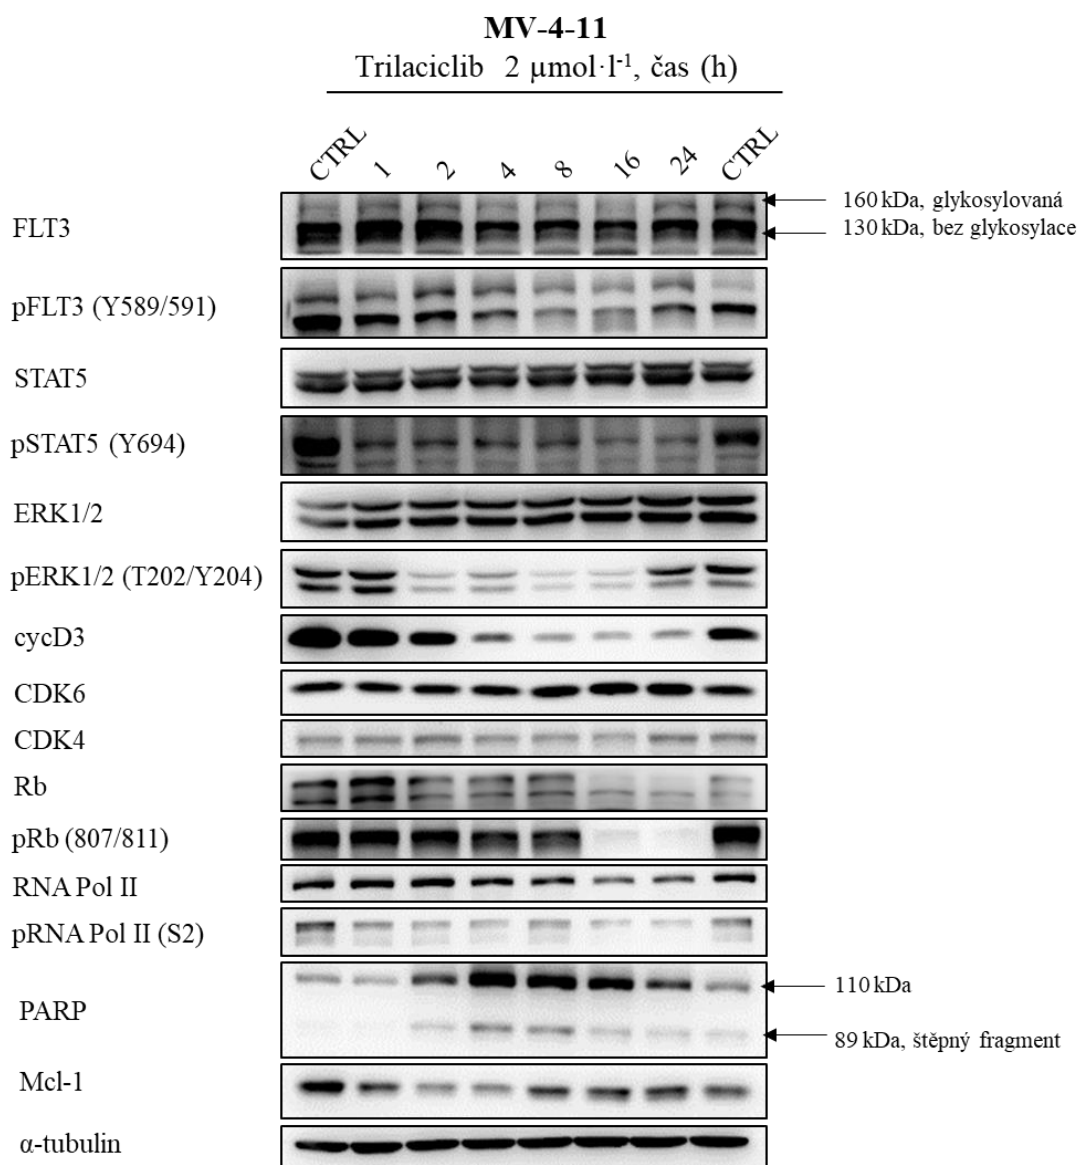 MV-4-11
Trilaciclib 2 µmol·l⁻¹, čas (h)
CTRL 1 2 4 8 16 24 CTRL
FLT3
160 kDa, glykosylovaná
130 kDa, bez glykosylace
pFLT3 (Y589/591)
STAT5
pSTAT5 (Y694)
ERK1/2
pERK1/2 (T202/Y204)
cycD3
CDK6
CDK4
Rb
pRb (807/811)
RNA Pol II
pRNA Pol II (S2)
PARP
110 kDa
89 kDa, štěpný fragment
Mcl-1
α-tubulin